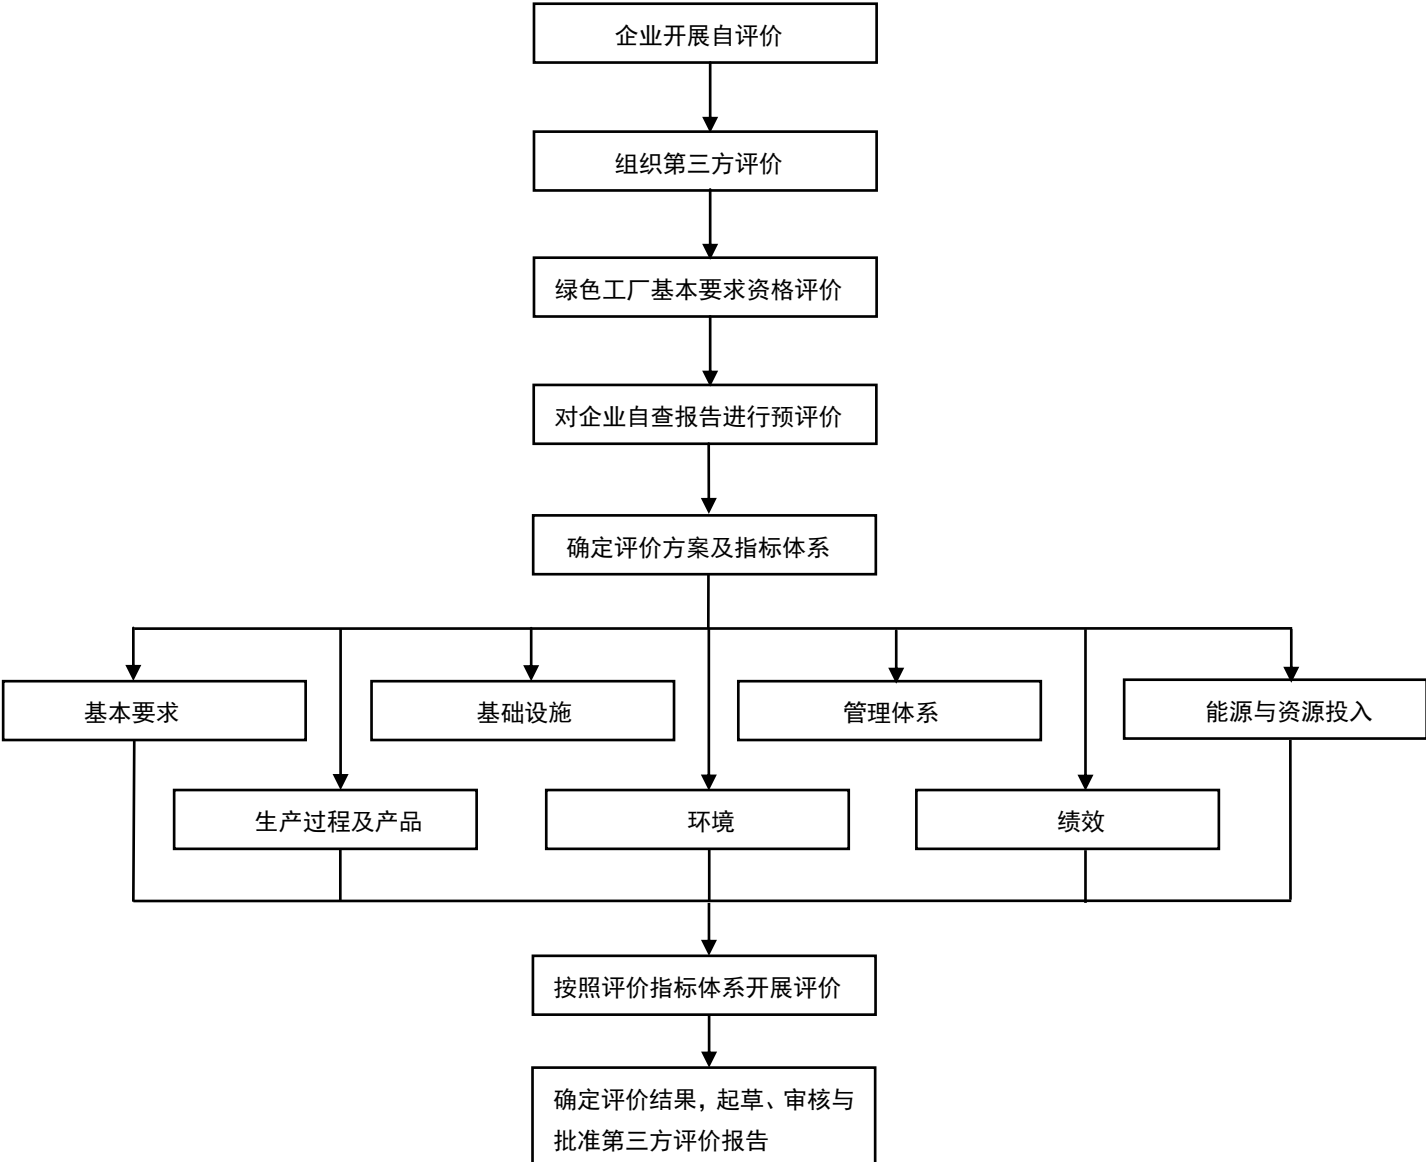 企业开展自评价
组织第三方评价
绿色工厂基本要求资格评价
对企业自查报告进行预评价
确定评价方案及指标体系
基本要求
基础设施
管理体系
能源与资源投入
生产过程及产品
环境
绩效
按照评价指标体系开展评价
确定评价结果，起草、审核与
批准第三方评价报告